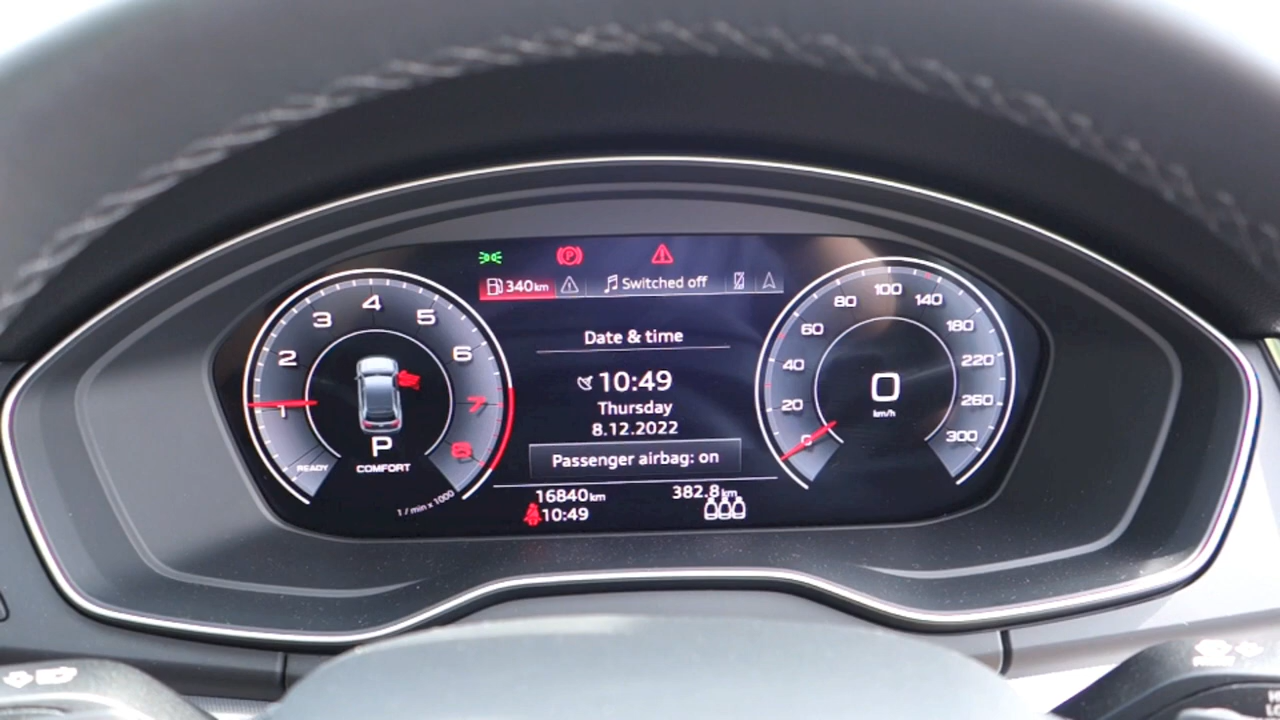 P
340km
Switched off
1
2
3
4
5
6
7
8
READY
P
COMFORT
1 / min x 1000
Date & time
10:49
Thursday
8.12.2022
Passenger airbag: on
16840km
382.8km
10:49
0
20
40
60
80
100
140
180
220
260
300
0
km/h